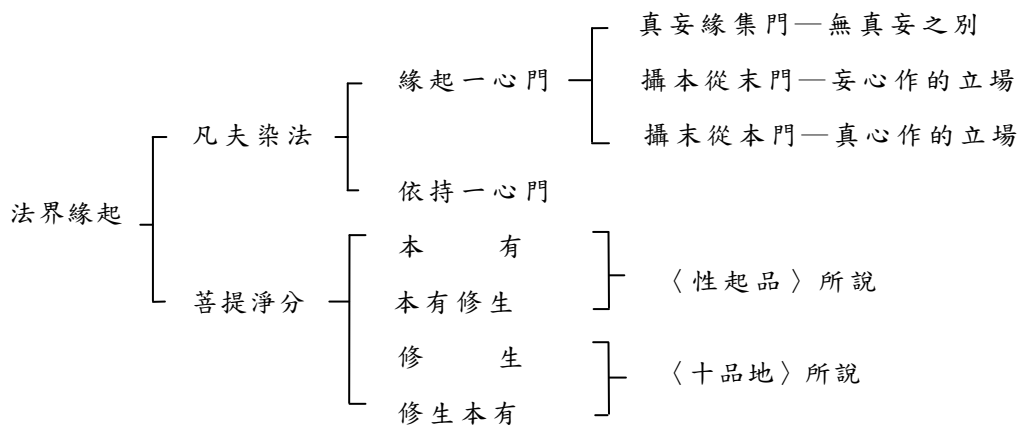 真妄緣集門—無真妄之別
緣起一心門
攝本從末門—妄心作的立場
凡夫染法
攝末從本門—真心作的立場
依持一心門
法界緣起
本　　有
〈性起品〉所說
菩提淨分
本有修生
修　　生
〈十品地〉所說
修生本有